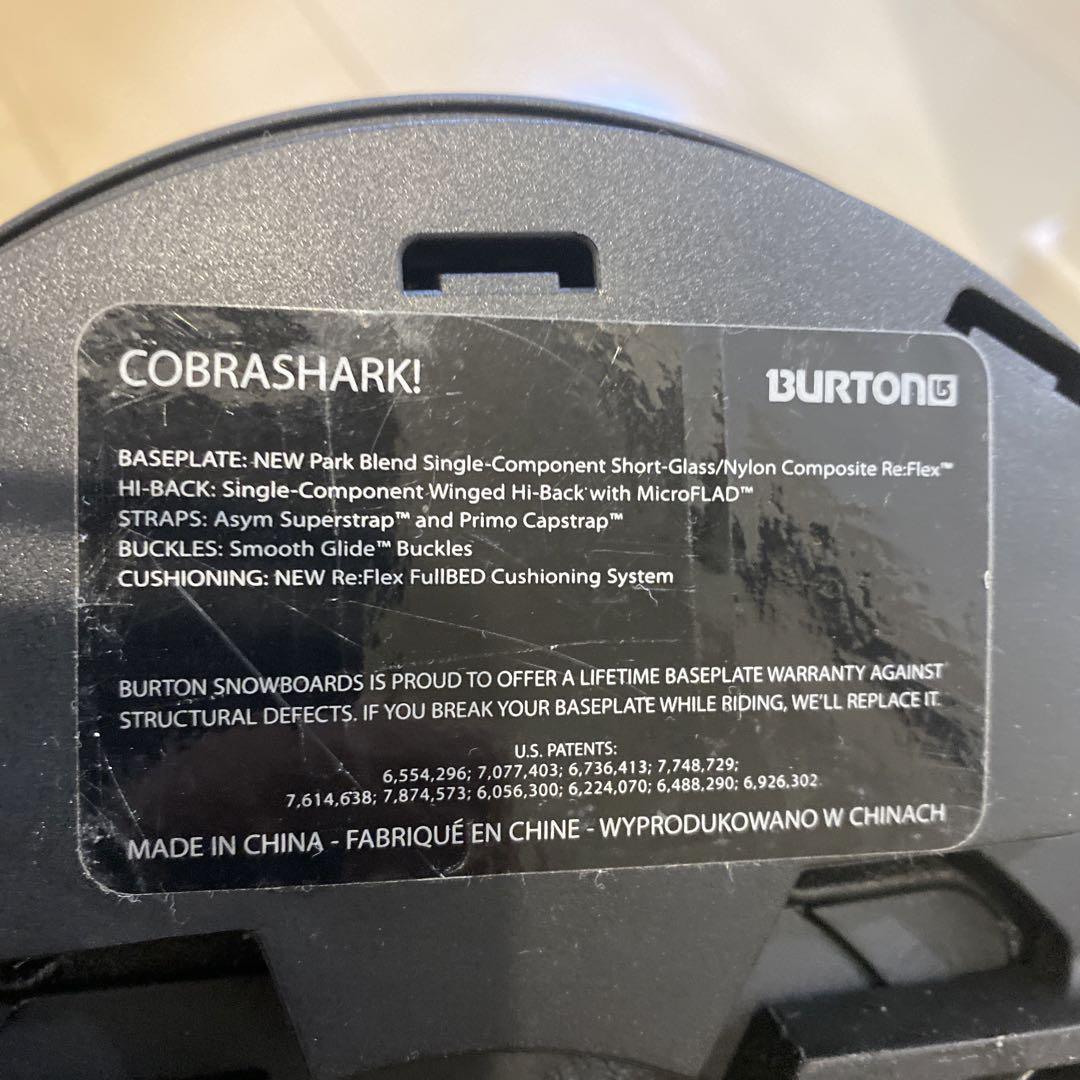 COBRASHARK!
BURTON
BASEPLATE: NEW Park Blend Single-Component Short-Glass/Nylon Composite Re:Flex™
HI-BACK: Single-Component Winged Hi-Back with MicroFLAD™
STRAPS: Asym Superstrap™ and Primo Capstrap™
BUCKLES: Smooth Glide™ Buckles
CUSHIONING: NEW Re:Flex FullBED Cushioning System
BURTON SNOWBOARDS IS PROUD TO OFFER A LIFETIME BASEPLATE WARRANTY AGAINST
STRUCTURAL DEFECTS. IF YOU BREAK YOUR BASEPLATE WHILE RIDING, WE'LL REPLACE IT.
U.S. PATENTS:
6,554,296; 7,077,403; 6,736,413; 7,748,729;
7,614,638; 7,874,573; 6,056,300; 6,224,070; 6,488,290; 6,926,302
MADE IN CHINA - FABRIQUÉ EN CHINE - WYPRODUKOWANO W CHINACH